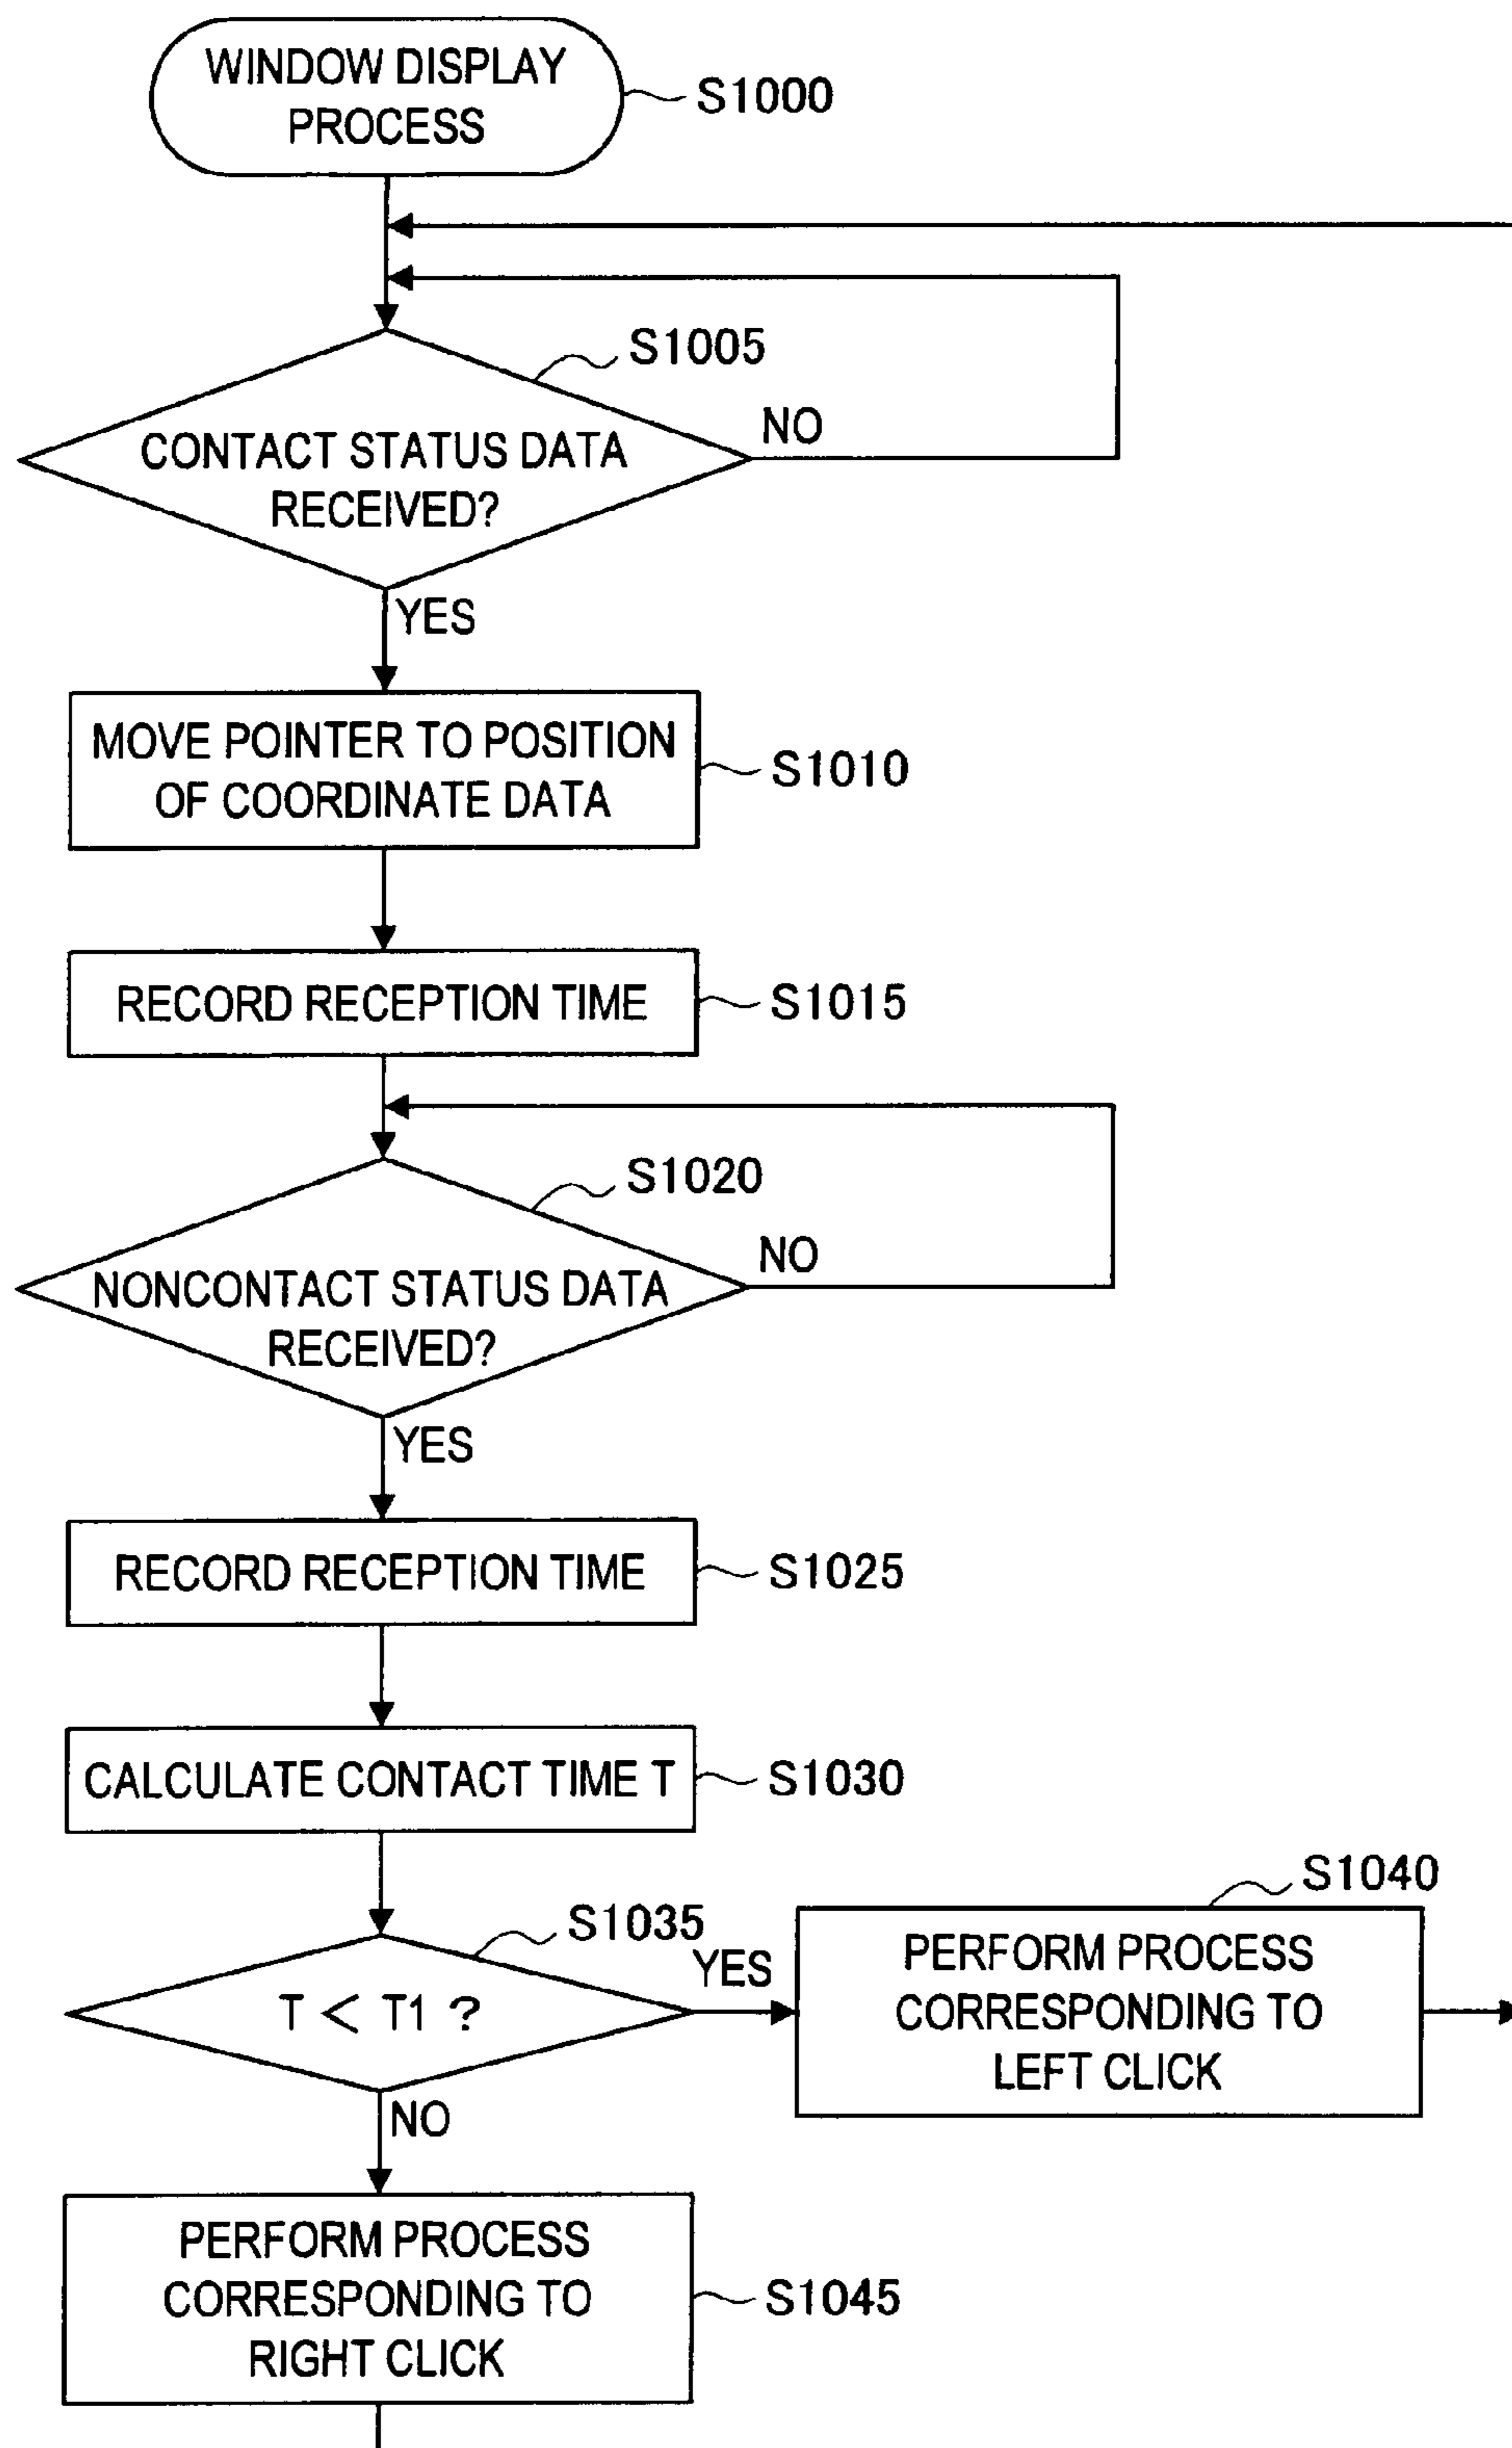 WINDOW DISPLAY
PROCESS
S1000
S1005
CONTACT STATUS DATA
RECEIVED?
NO
YES
MOVE POINTER TO POSITION
OF COORDINATE DATA
S1010
RECORD RECEPTION TIME
S1015
S1020
NONCONTACT STATUS DATA
RECEIVED?
NO
YES
RECORD RECEPTION TIME
S1025
CALCULATE CONTACT TIME T
S1030
S1035
T < T1 ?
YES
S1040
PERFORM PROCESS
CORRESPONDING TO
LEFT CLICK
NO
PERFORM PROCESS
CORRESPONDING TO
RIGHT CLICK
S1045